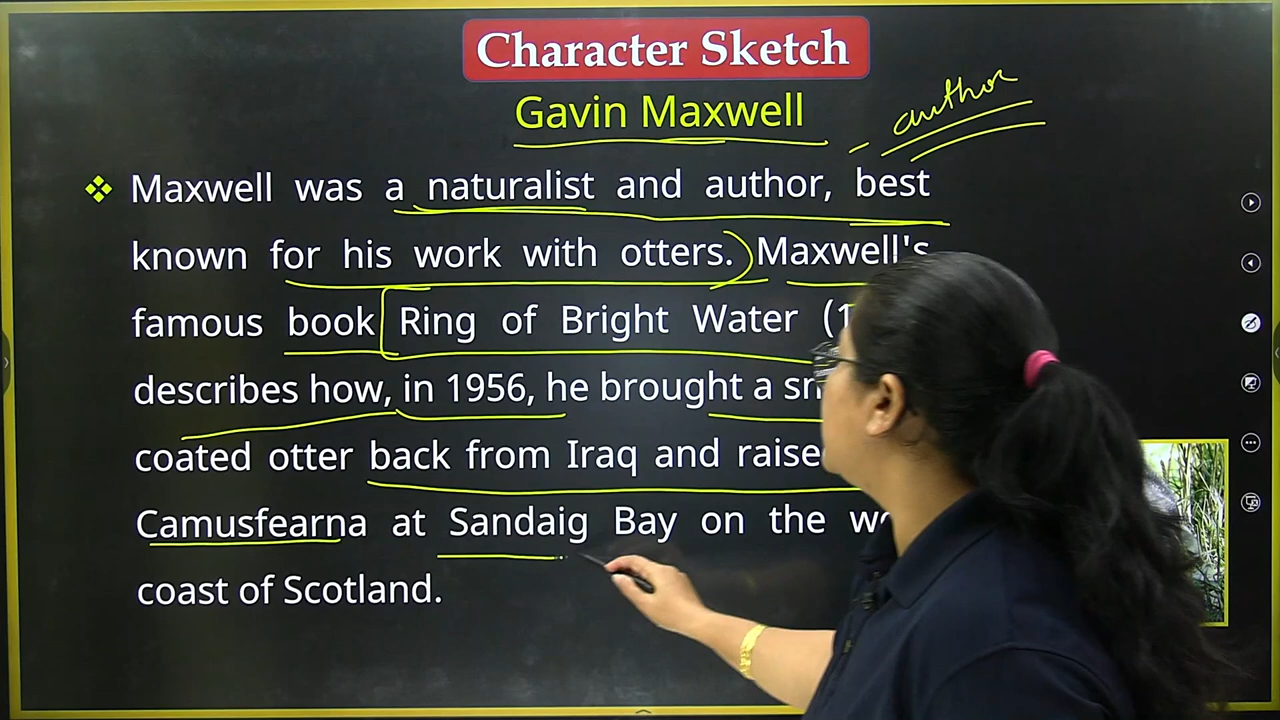 Character Sketch
Gavin Maxwell
author
Maxwell was a naturalist and author, best
known for his work with otters. Maxwell's
famous book Ring of Bright Water
describes how, in 1956, he brought a
coated otter back from Iraq and
Camusfearna at Sandaig Bay on the
coast of Scotland.